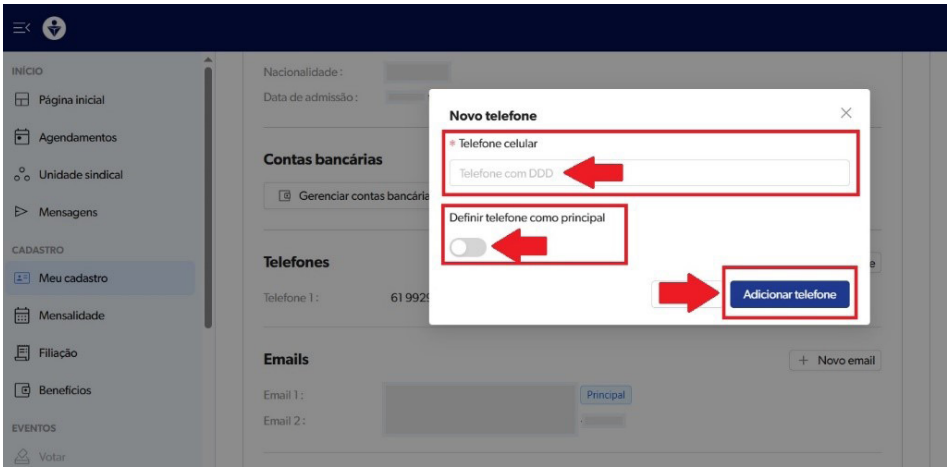 INÍCIO
Página inicial
Agendamentos
Unidade sindical
Mensagens
CADASTRO
Meu cadastro
Mensalidade
Filiação
Benefícios
EVENTOS
Votar
Nacionalidade :
Data de admissão :
Contas bancárias
Gerenciar contas bancária
Telefones
Telefone 1 : 61 9929
Emails
+ Novo email
Email 1 : Principal
Email 2 :
Novo telefone
* Telefone celular
Telefone com DDD
Definir telefone como principal
Adicionar telefone